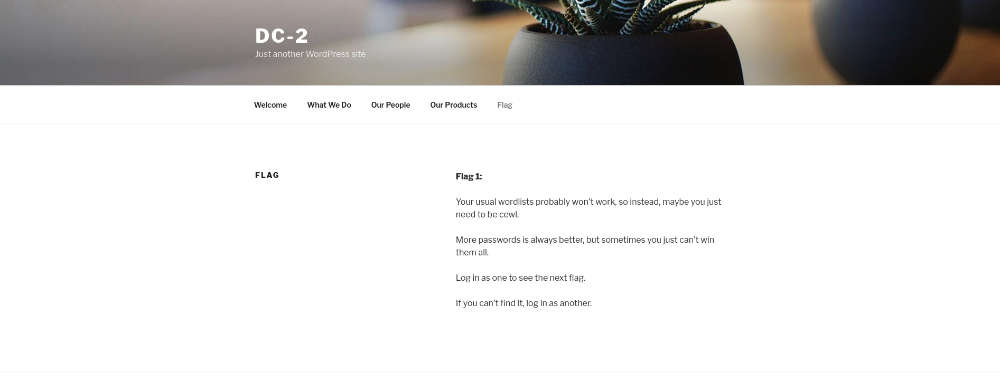 DC-2
Just another WordPress site
Welcome What We Do Our People Our Products Flag
FLAG
Flag 1:
Your usual wordlists probably won’t work, so instead, maybe you just
need to be cewl.
More passwords is always better, but sometimes you just can’t win
them all.
Log in as one to see the next flag.
If you can’t find it, log in as another.